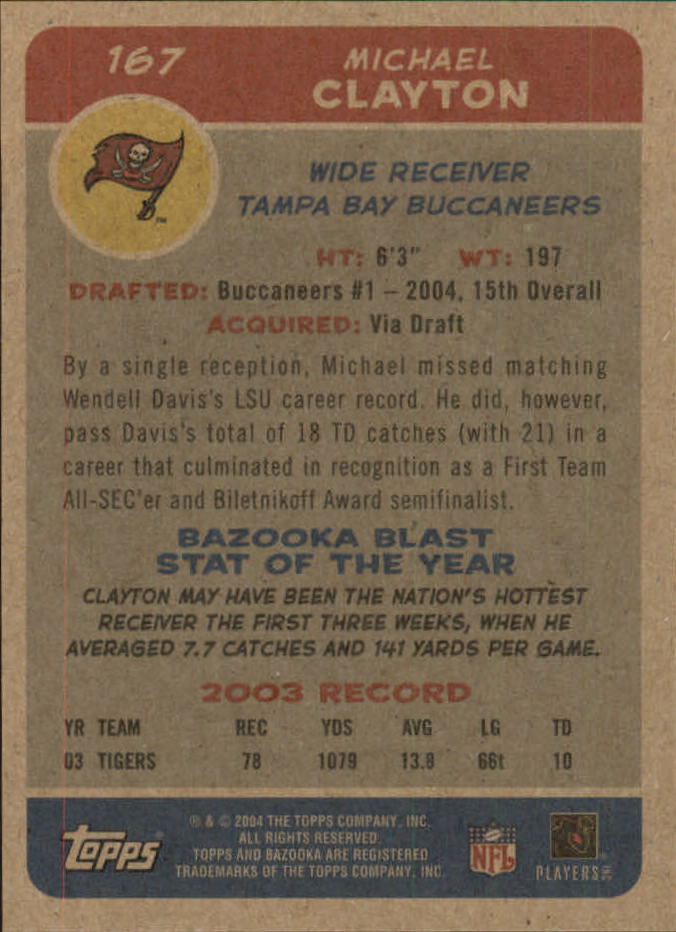 167
MICHAEL
CLAYTON
WIDE RECEIVER
TAMPA BAY BUCCANEERS
TM
HT: 6'3" WT: 197
DRAFTED: Buccaneers #1 – 2004, 15th Overall
ACQUIRED: Via Draft
By a single reception, Michael missed matching
Wendell Davis's LSU career record. He did, however,
pass Davis's total of 18 TD catches (with 21) in a
career that culminated in recognition as a First Team
All-SEC'er and Biletnikoff Award semifinalist.
BAZOOKA BLAST
STAT OF THE YEAR
CLAYTON MAY HAVE BEEN THE NATION'S HOTTEST
RECEIVER THE FIRST THREE WEEKS, WHEN HE
AVERAGED 7.7 CATCHES AND 141 YARDS PER GAME.
2003 RECORD
YR TEAM REC YDS AVG LG TD
03 TIGERS 78 1079 13.8 66t 10
Topps®
® & © 2004 THE TOPPS COMPANY, INC.
ALL RIGHTS RESERVED.
TOPPS AND BAZOOKA ARE REGISTERED
TRADEMARKS OF THE TOPPS COMPANY, INC.
NFL
PLAYERS